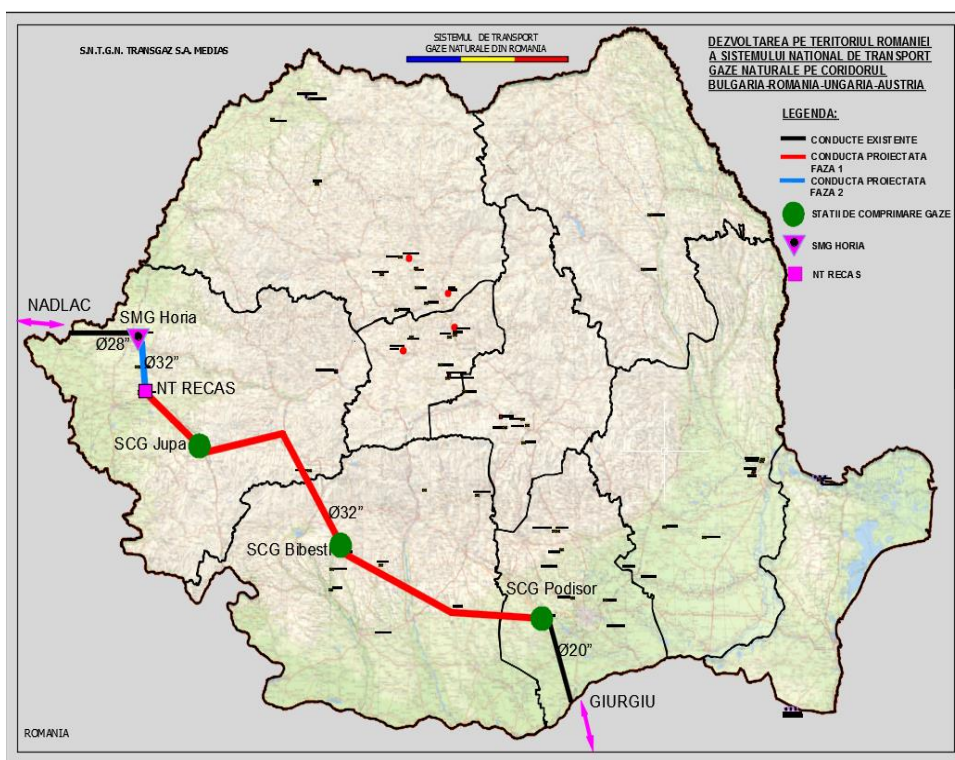 S.N.T.G.N. TRANSGAZ S.A. MEDIAS
SISTEMUL DE TRANSPORT
GAZE NATURALE DIN ROMANIA
DEZVOLTAREA PE TERITORIUL ROMANIEI
A SISTEMULUI NATIONAL DE TRANSPORT
GAZE NATURALE PE CORIDORUL
BULGARIA-ROMANIA-UNGARIA-AUSTRIA
LEGENDA:
CONDUCTE EXISTENTE
CONDUCTA PROIECTATA
FAZA 1
CONDUCTA PROIECTATA
FAZA 2
STATII DE COMPRIMARE GAZE
SMG HORIA
NT RECAS
NADLAC
SMG Horia
Ø28”
Ø32”
NT RECAS
SCG Jupa
Ø32”
SCG Bibesti
SCG Podisor
Ø20”
GIURGIU
ROMANIA